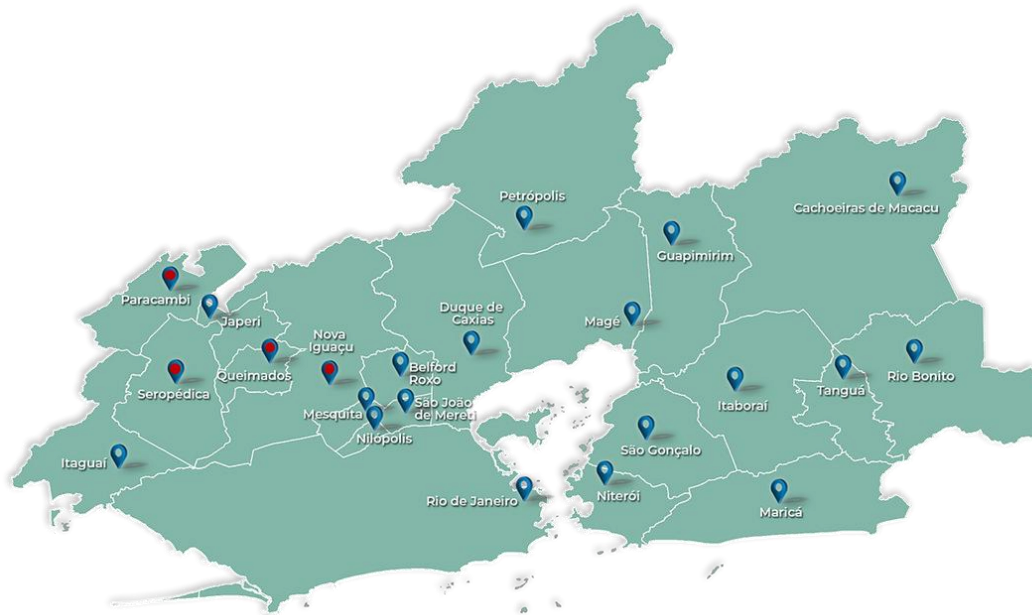 Petrópolis
Cachoeiras de Macacu
Guapimirim
Paracambi
Japeri
Duque de
Caxias
Magé
Nova
Iguaçu
Belford
Roxo
Queimados
Seropédica
Rio Bonito
Tanguá
Itaboraí
Mesquita
São João
de Mereti
Nilópolis
São Gonçalo
Itaguaí
Rio de Janeiro
Niterói
Maricá